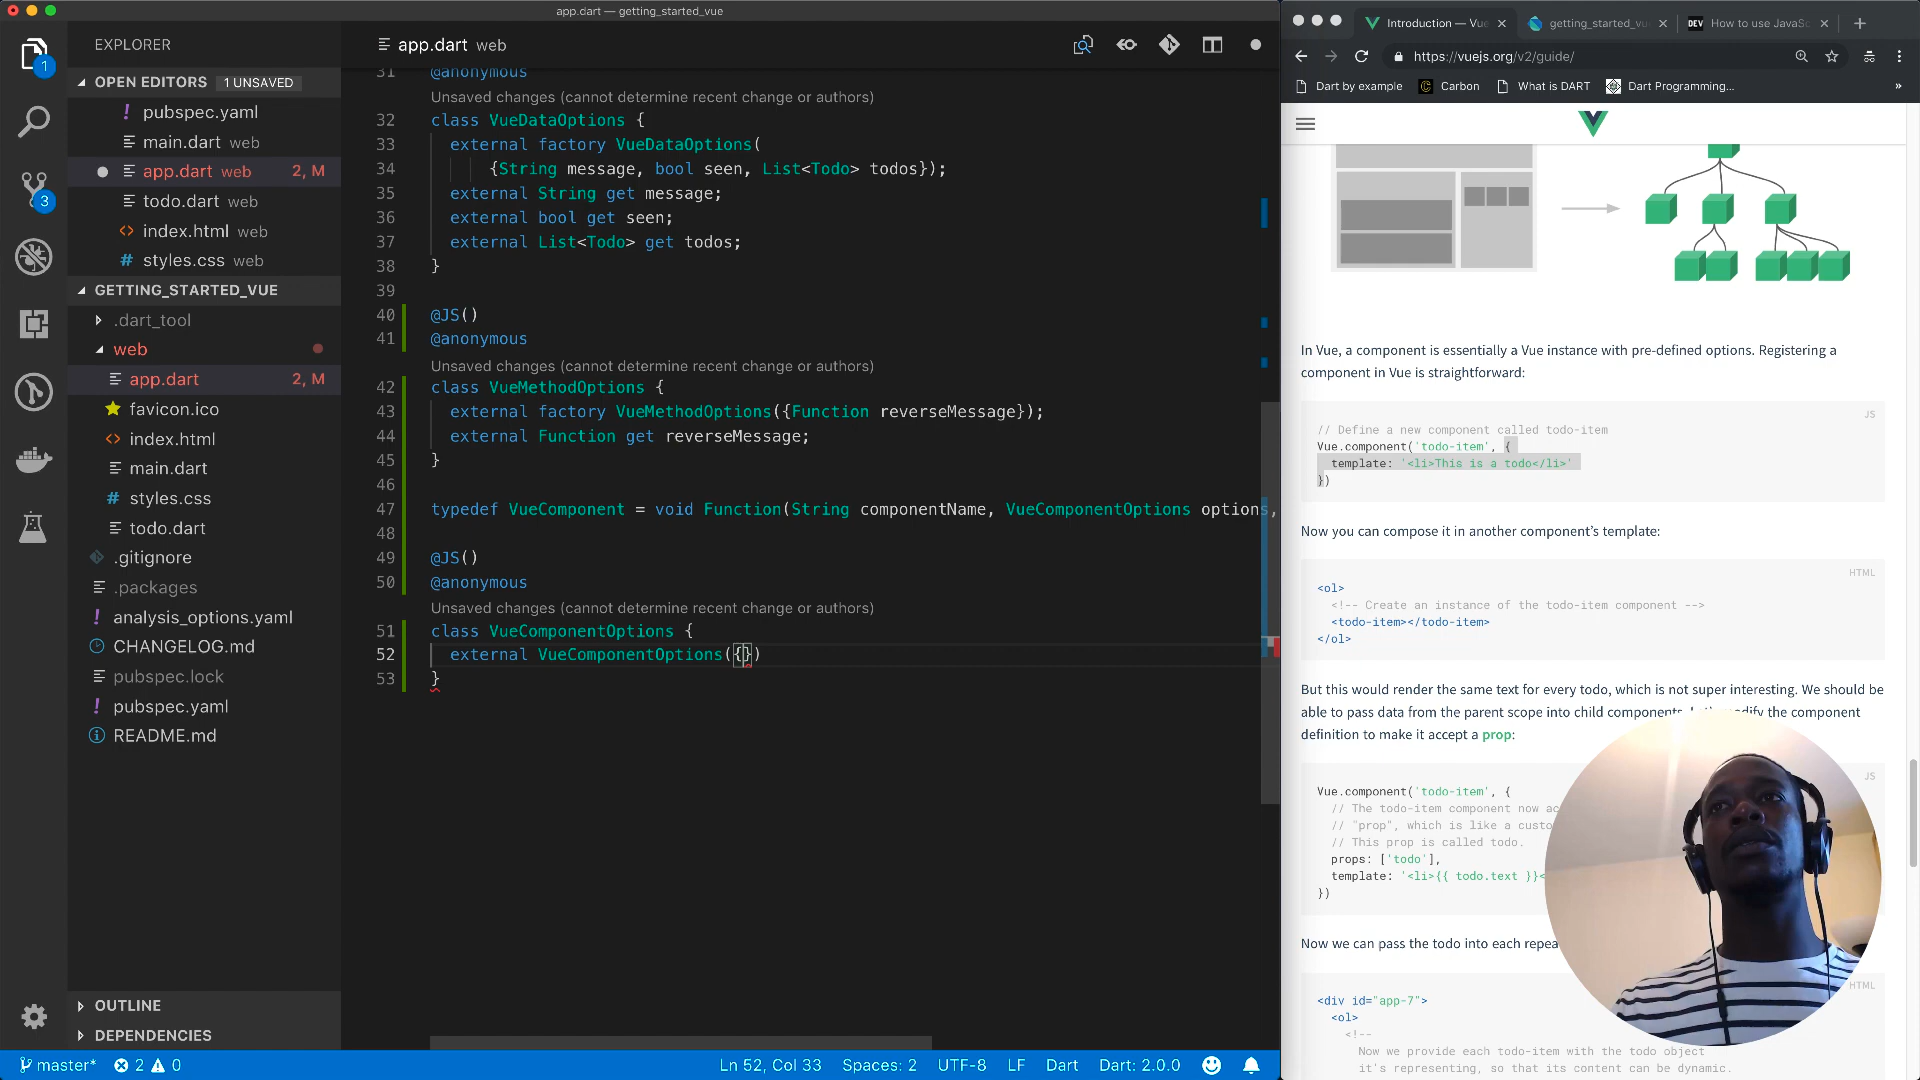 app.dart — getting_started_vue
EXPLORER
OPEN EDITORS 1 UNSAVED
! pubspec.yaml
main.dart web
app.dart web 2, M
todo.dart web
<> index.html web
# styles.css web
GETTING_STARTED_VUE
.dart_tool
web
app.dart 2, M
favicon.ico
<> index.html
main.dart
# styles.css
todo.dart
.gitignore
.packages
! analysis_options.yaml
CHANGELOG.md
pubspec.lock
! pubspec.yaml
README.md
OUTLINE
DEPENDENCIES
1
3
app.dart web
31 @anonymous
Unsaved changes (cannot determine recent change or authors)
32 class VueDataOptions {
33 external factory VueDataOptions(
34 {String message, bool seen, List<Todo> todos});
35 external String get message;
36 external bool get seen;
37 external List<Todo> get todos;
38 }
39
40 @JS()
41 @anonymous
Unsaved changes (cannot determine recent change or authors)
42 class VueMethodOptions {
43 external factory VueMethodOptions({Function reverseMessage});
44 external Function get reverseMessage;
45 }
46
47 typedef VueComponent = void Function(String componentName, VueComponentOptions options,
48
49 @JS()
50 @anonymous
Unsaved changes (cannot determine recent change or authors)
51 class VueComponentOptions {
52 external VueComponentOptions({})
53 }
master* 2 0
Ln 52, Col 33 Spaces: 2 UTF-8 LF Dart Dart: 2.0.0
Introduction — Vue
getting_started_vu
DEV How to use JavaSc
https://vuejs.org/v2/guide/
Dart by example Carbon What is DART Dart Programming... »
In Vue, a component is essentially a Vue instance with pre-defined options. Registering a
component in Vue is straightforward:
JS
// Define a new component called todo-item
Vue.component('todo-item', {
template: '<li>This is a todo</li>'
})
Now you can compose it in another component’s template:
HTML
<ol>
<!-- Create an instance of the todo-item component -->
<todo-item></todo-item>
</ol>
But this would render the same text for every todo, which is not super interesting. We should be
able to pass data from the parent scope into child components. the component
definition to make it accept a prop:
JS
Vue.component('todo-item', {
// The todo-item component now ac
// "prop", which is like a custo
// This prop is called todo.
props: ['todo'],
template: '<li>{{ todo.text }}<
})
Now we can pass the todo into each repea
HTML
<div id="app-7">
<ol>
<!--
Now we provide each todo-item with the todo object
it's representing, so that its content can be dynamic.